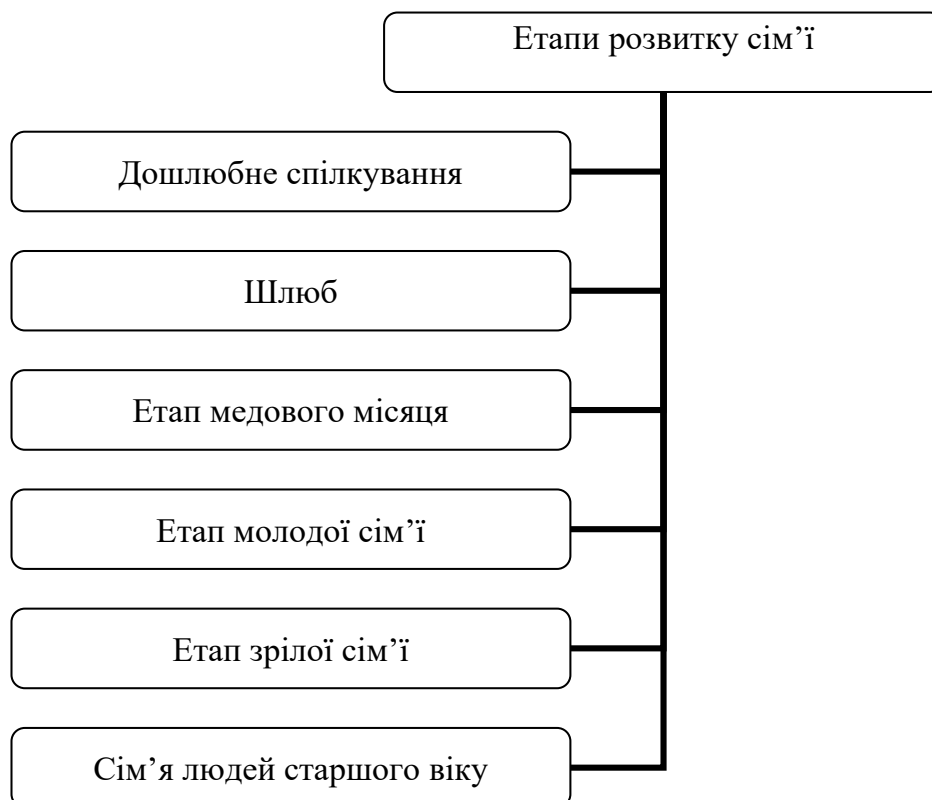 Етапи розвитку сім’ї
Дошлюбне спілкування
Шлюб
Етап медового місяця
Етап молодої сім’ї
Етап зрілої сім’ї
Сім’я людей старшого віку